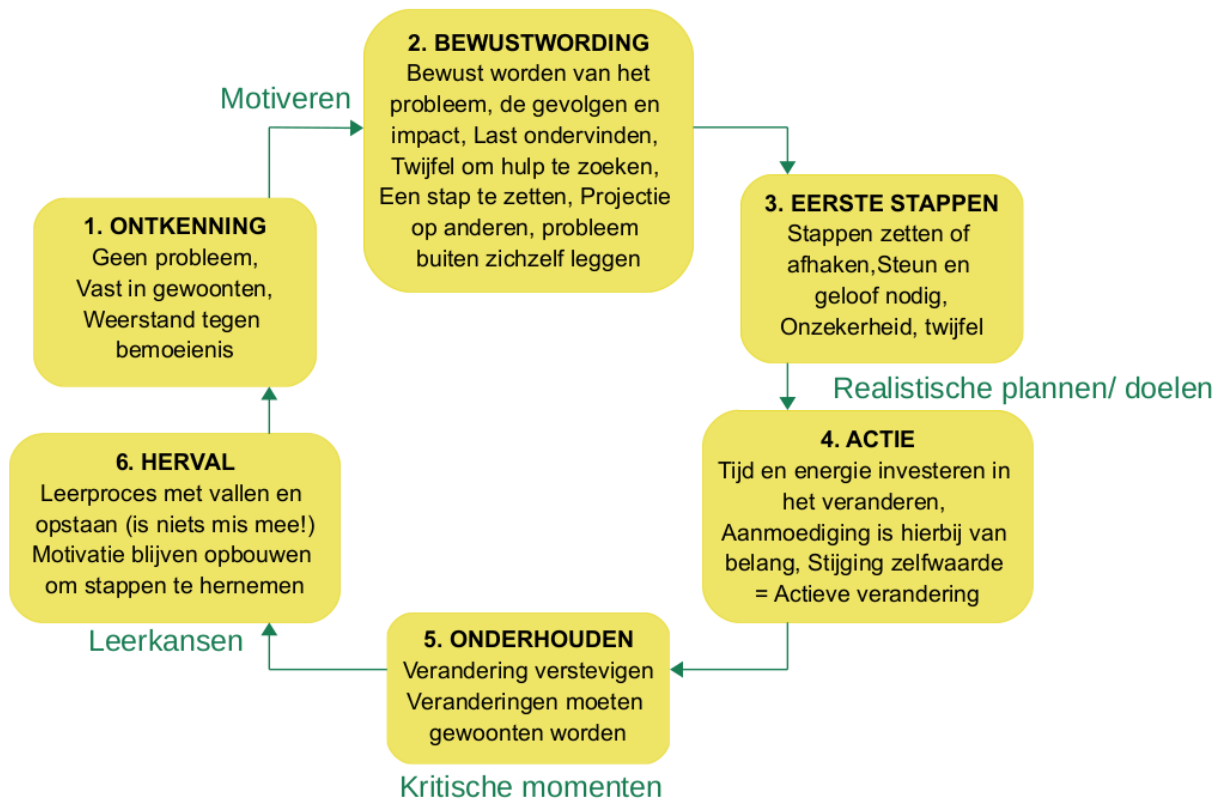 Motiveren
2. BEWUSTWORDING
Bewust worden van het
probleem, de gevolgen en
impact, Last ondervinden,
Twijfel om hulp te zoeken,
Een stap te zetten, Projectie
op anderen, probleem
buiten zichzelf leggen
1. ONTKENNING
Geen probleem,
Vast in gewoonten,
Weerstand tegen
bemoeienis
3. EERSTE STAPPEN
Stappen zetten of
afhaken,Steun en
geloof nodig,
Onzekerheid, twijfel
Realistische plannen/ doelen
4. ACTIE
Tijd en energie investeren in
het veranderen,
Aanmoediging is hierbij van
belang, Stijging zelfwaarde
= Actieve verandering
6. HERVAL
Leerproces met vallen en
opstaan (is niets mis mee!)
Motivatie blijven opbouwen
om stappen te hernemen
Leerkansen
5. ONDERHOUDEN
Verandering verstevigen
Veranderingen moeten
gewoonten worden
Kritische momenten